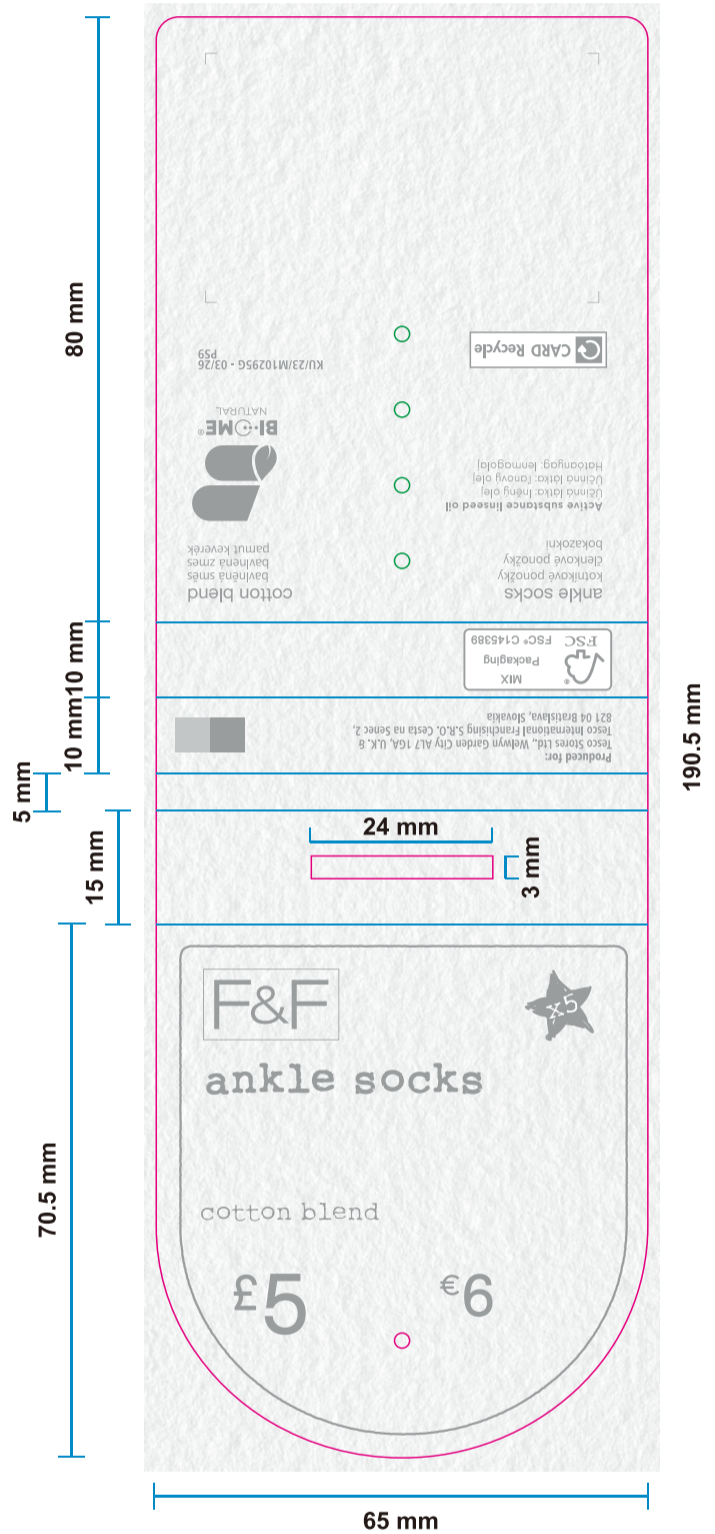 80 mm
10 mm
10 mm
5 mm
15 mm
70.5 mm
190.5 mm
65 mm
24 mm
3 mm
ankle socks
kotníkové ponožky
členkové ponožky
bokazokni
Active substance linseed oil
Účinná látka: lněný olej
Účinná látka: ľanový olej
Hatóanyag: lenmagolaj
CARD Recycle
cotton blend
bavlněná směs
bavlnená zmes
pamut keverék
BI-OME®
NATURAL
KU/23/M10295G - 03/26
PS9
®
FSC
MIX
Packaging
FSC® C145389
Produced for:
Tesco Stores Ltd., Welwyn Garden City AL7 1GA, U.K. &
Tesco International Franchising S.R.O. Cesta na Senec 2,
821 04 Bratislava, Slovakia
F&F
x5
ankle socks
cotton blend
£5
€6